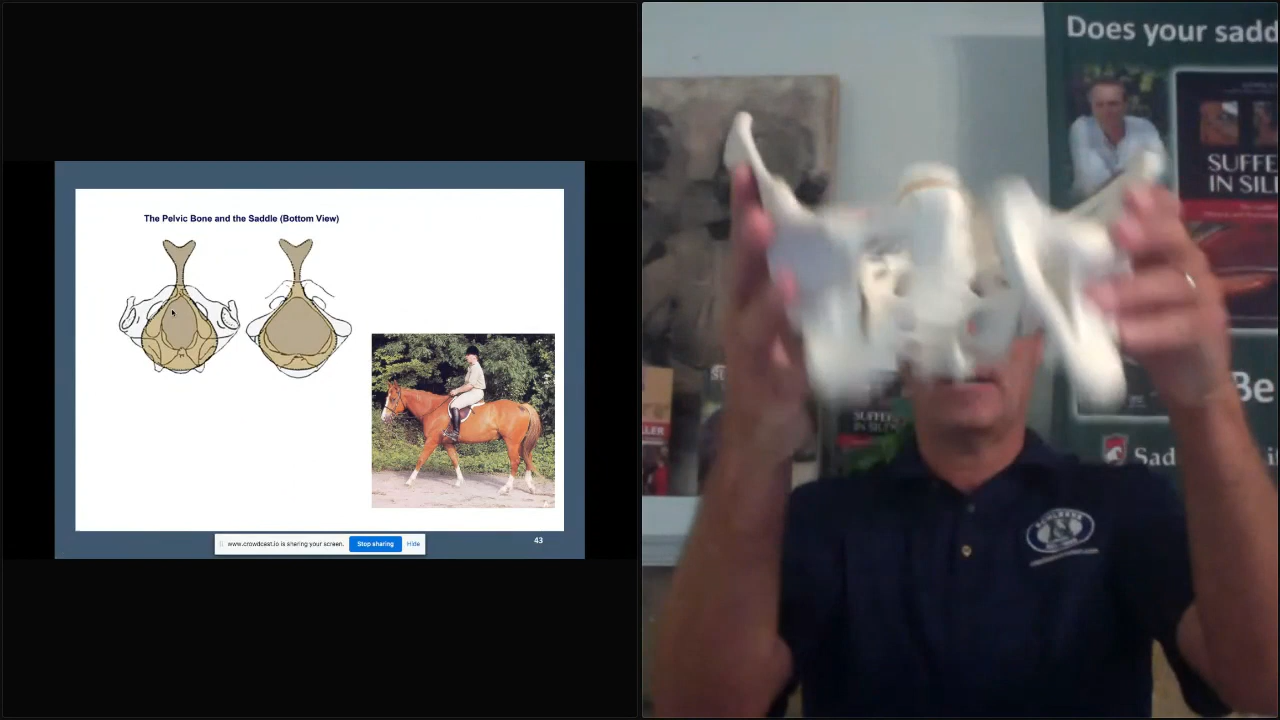 The Pelvic Bone and the Saddle (Bottom View)
www.crowdcast.io is sharing your screen.
Stop sharing
Hide
43
Does your sadd
SUFFE
IN SIL
Be
Sad